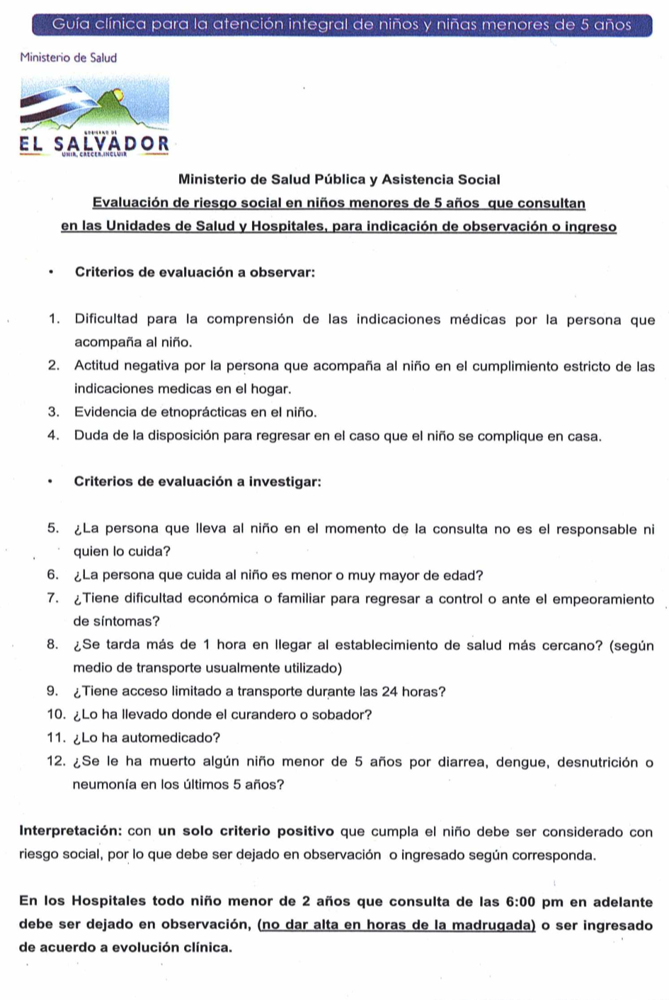 Guía clínica para la atención integral de niños y niñas menores de 5 años
Ministerio de Salud
GOBIERNO DE
EL SALVADOR
UNIR, CRECER, INCLUIR
Ministerio de Salud Pública y Asistencia Social
Evaluación de riesgo social en niños menores de 5 años que consultan
en las Unidades de Salud y Hospitales, para indicación de observación o ingreso
• Criterios de evaluación a observar:
1. Dificultad para la comprensión de las indicaciones médicas por la persona que
acompaña al niño.
2. Actitud negativa por la persona que acompaña al niño en el cumplimiento estricto de las
indicaciones medicas en el hogar.
3. Evidencia de etnoprácticas en el niño.
4. Duda de la disposición para regresar en el caso que el niño se complique en casa.
• Criterios de evaluación a investigar:
5. ¿La persona que lleva al niño en el momento de la consulta no es el responsable ni
quien lo cuida?
6. ¿La persona que cuida al niño es menor o muy mayor de edad?
7. ¿Tiene dificultad económica o familiar para regresar a control o ante el empeoramiento
de síntomas?
8. ¿Se tarda más de 1 hora en llegar al establecimiento de salud más cercano? (según
medio de transporte usualmente utilizado)
9. ¿Tiene acceso limitado a transporte durante las 24 horas?
10. ¿Lo ha llevado donde el curandero o sobador?
11. ¿Lo ha automedicado?
12. ¿Se le ha muerto algún niño menor de 5 años por diarrea, dengue, desnutrición o
neumonía en los últimos 5 años?
Interpretación: con un solo criterio positivo que cumpla el niño debe ser considerado con
riesgo social, por lo que debe ser dejado en observación o ingresado según corresponda.
En los Hospitales todo niño menor de 2 años que consulta de las 6:00 pm en adelante
debe ser dejado en observación, (no dar alta en horas de la madrugada) o ser ingresado
de acuerdo a evolución clínica.